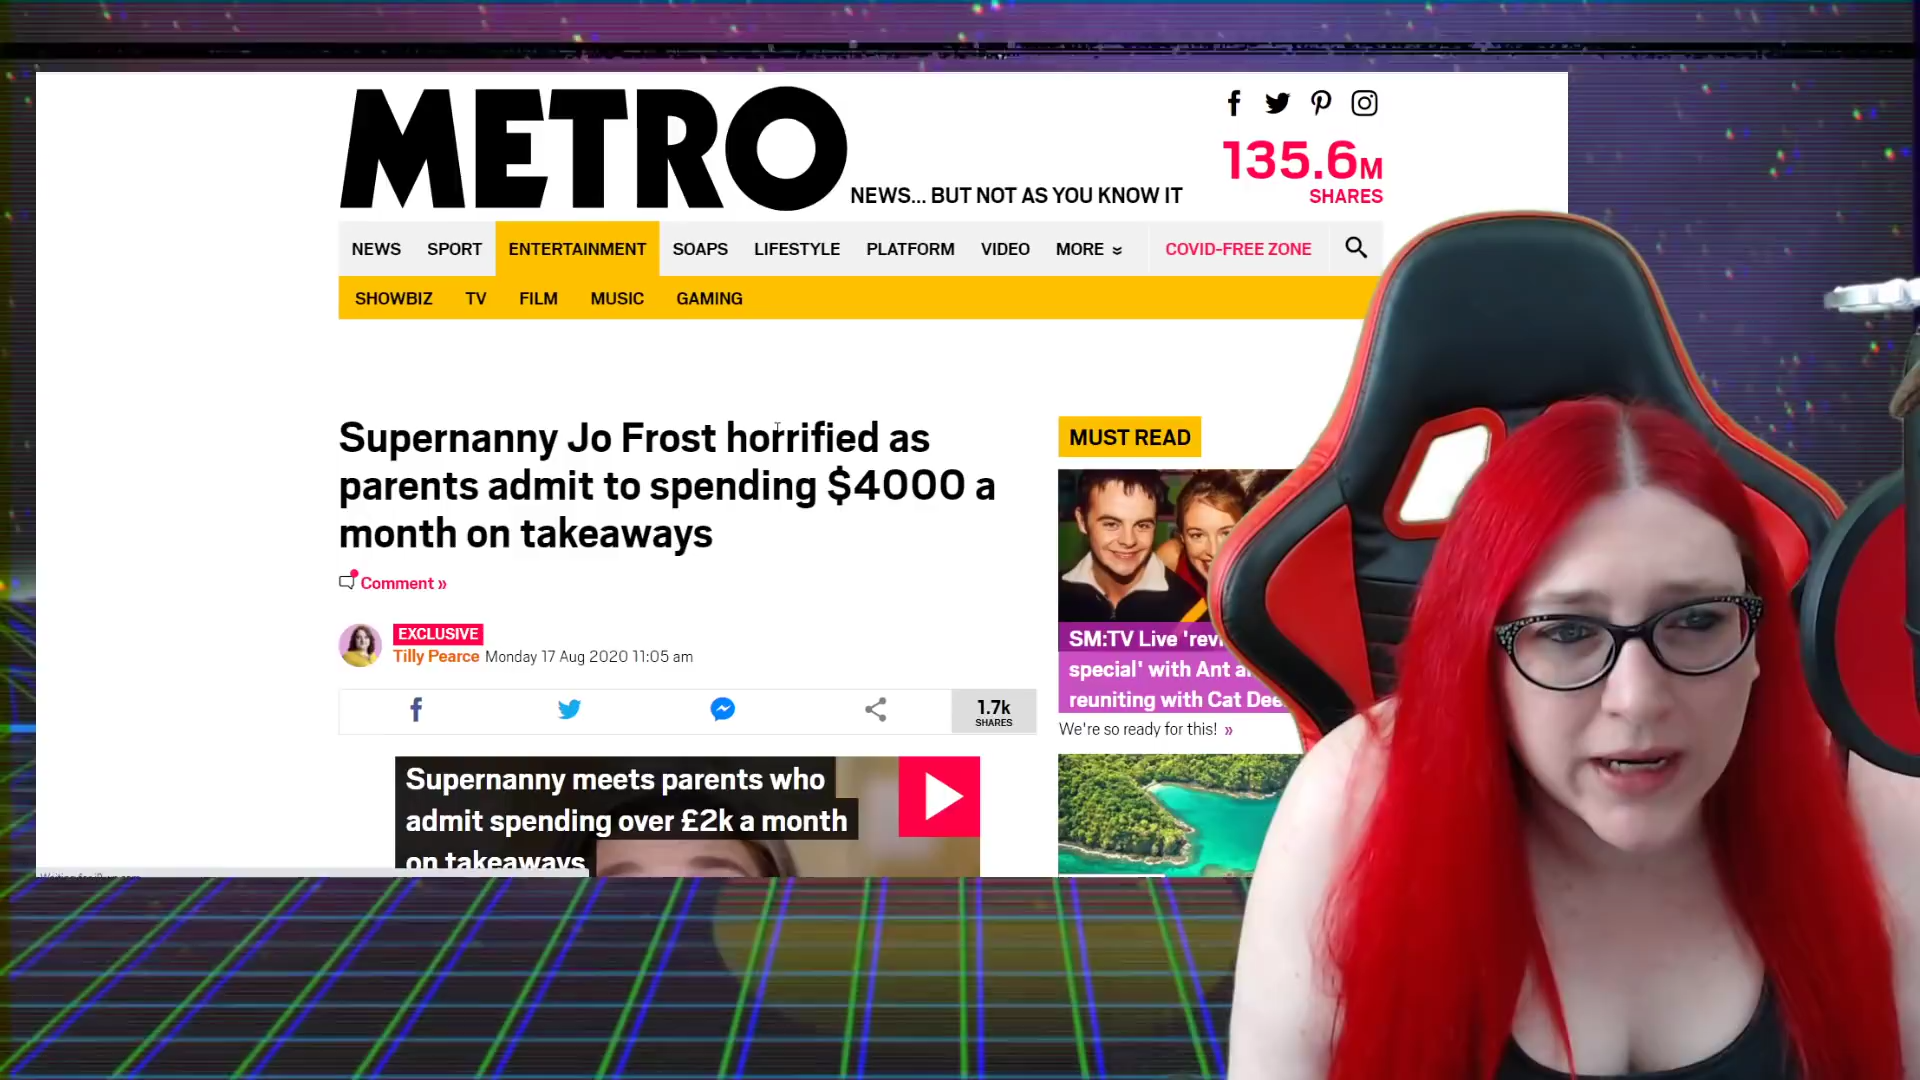 METRO
NEWS... BUT NOT AS YOU KNOW IT
135.6M
SHARES
NEWS SPORT ENTERTAINMENT SOAPS LIFESTYLE PLATFORM VIDEO MORE COVID-FREE ZONE
SHOWBIZ TV FILM MUSIC GAMING
Supernanny Jo Frost horrified as
parents admit to spending $4000 a
month on takeaways
Comment »
EXCLUSIVE
Tilly Pearce Monday 17 Aug 2020 11:05 am
1.7k
SHARES
Supernanny meets parents who
admit spending over £2k a month
on takeaways
MUST READ
SM:TV Live
special' with Ant
reuniting with Cat
We're so ready for this! »